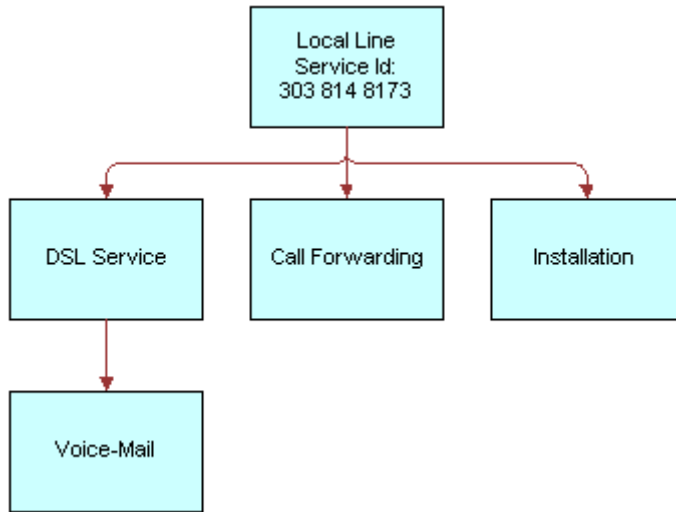 Local Line
Service Id:
303 814 8173
DSL Service
Call Forwarding
Installation
Voice-Mail